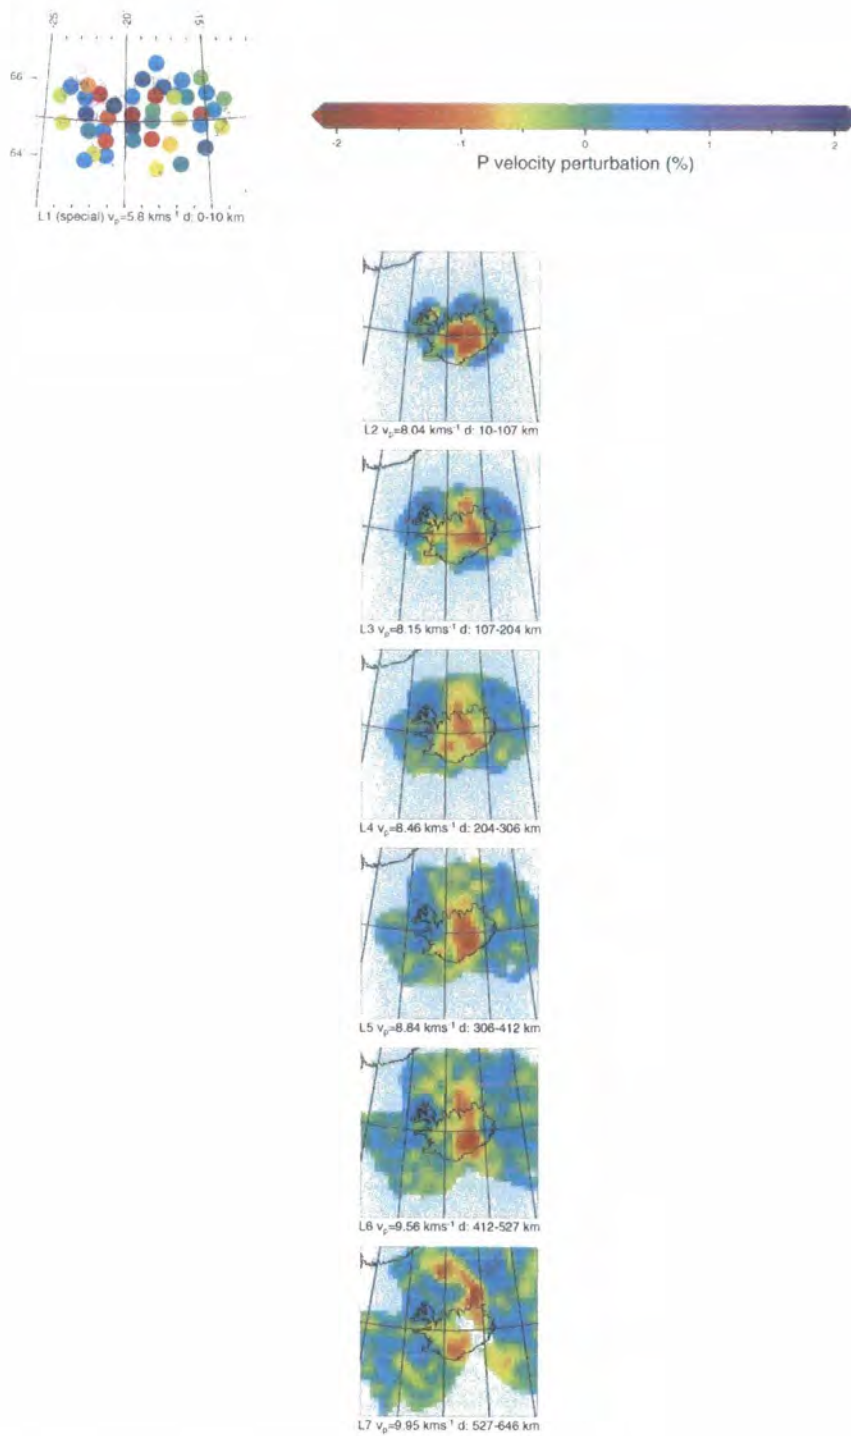 -25 -20 -15
66
64
L1 (special) vp=5.8 kms-1 d: 0-10 km
-2 -1 0 1 2
P velocity perturbation (%)
L2 vp=8.04 kms-1 d: 10-107 km
L3 vp=8.15 kms-1 d: 107-204 km
L4 vp=8.46 kms-1 d: 204-306 km
L5 vp=8.84 kms-1 d: 306-412 km
L6 vp=9.56 kms-1 d: 412-527 km
L7 vp=9.95 kms-1 d: 527-646 km